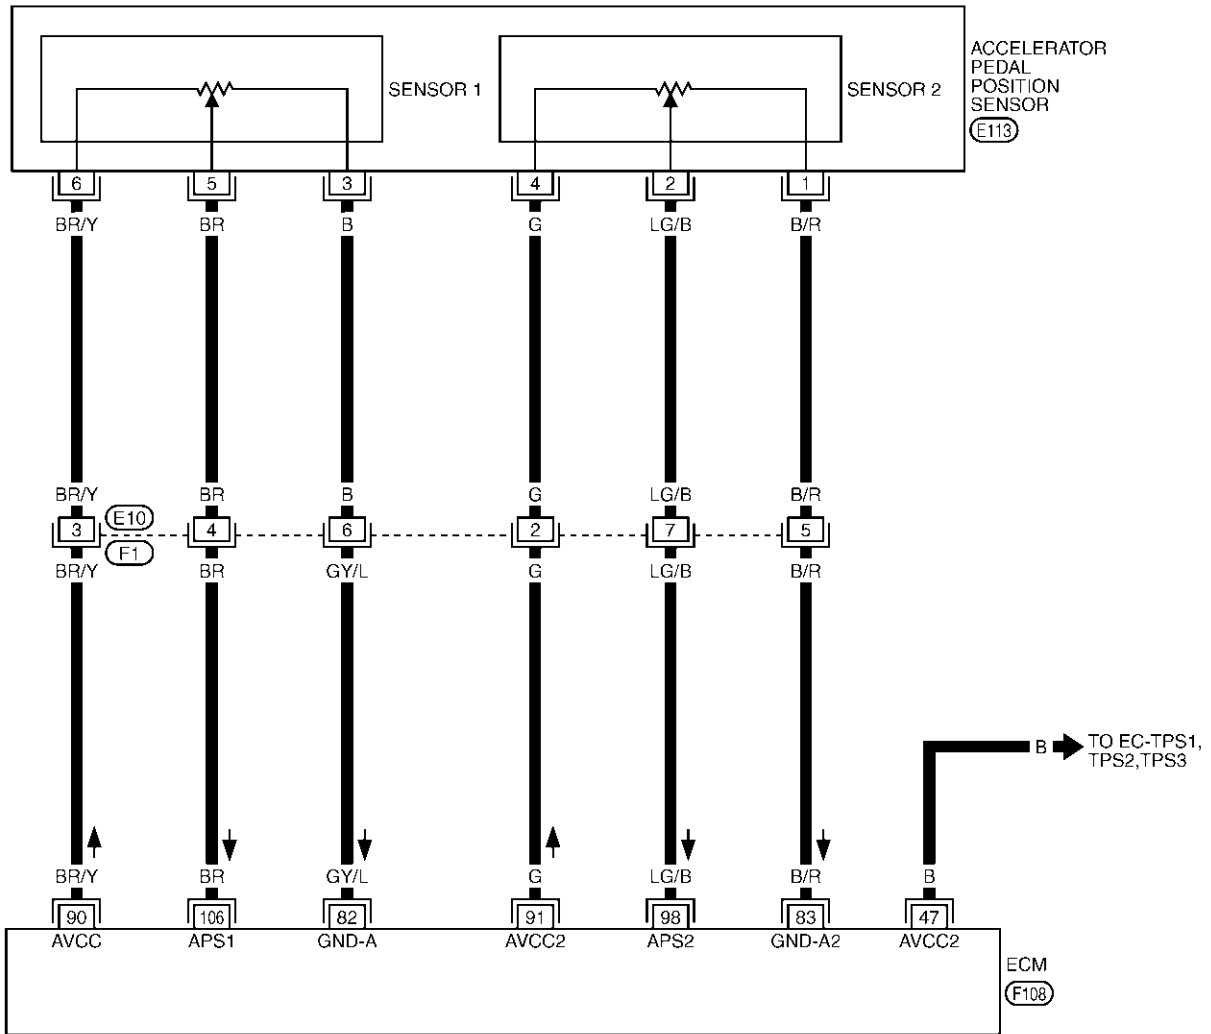 ACCELERATOR
PEDAL
POSITION
SENSOR
E113
SENSOR 1
SENSOR 2
6 5 3 4 2 1
BR/Y BR B G LG/B B/R
BR/Y BR B G LG/B B/R
E10
3 4 6 2 7 5
F1
BR/Y BR GY/L G LG/B B/R
B TO EC-TPS1,
TPS2,TPS3
BR/Y BR GY/L G LG/B B/R B
90 106 82 91 98 83 47
AVCC APS1 GND-A AVCC2 APS2 GND-A2 AVCC2
ECM
F108